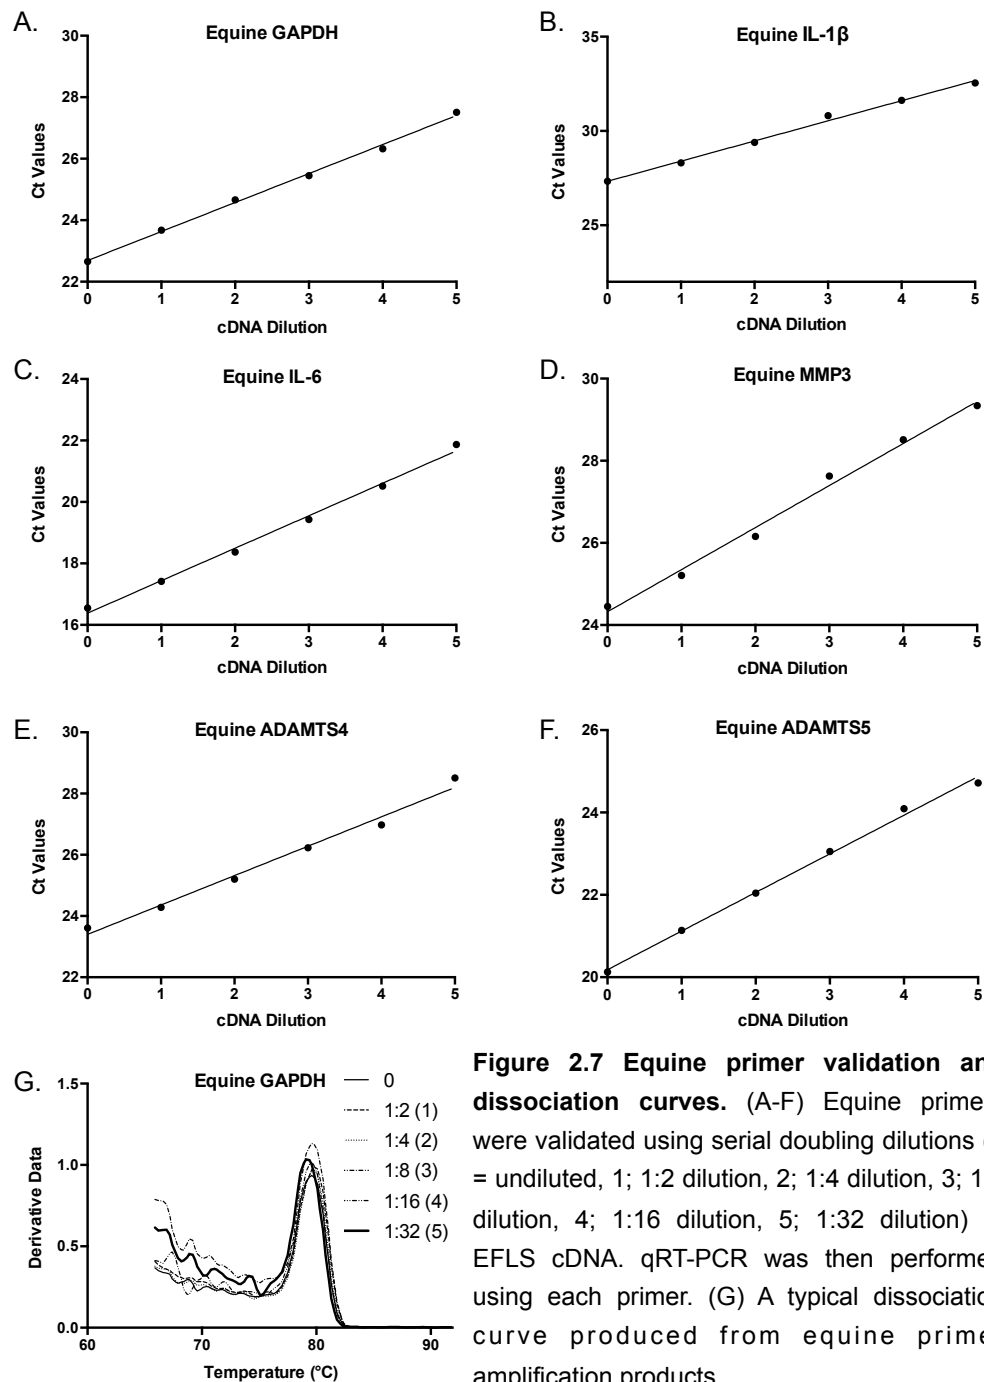 A.
Equine GAPDH
30
28
26
24
22
Ct Values
0 1 2 3 4 5
cDNA Dilution
B.
Equine IL-1β
35
30
25
Ct Values
0 1 2 3 4 5
cDNA Dilution
C.
Equine IL-6
24
22
20
18
16
Ct Values
0 1 2 3 4 5
cDNA Dilution
D.
Equine MMP3
30
28
26
24
Ct Values
0 1 2 3 4 5
cDNA Dilution
E.
Equine ADAMTS4
30
28
26
24
22
Ct Values
0 1 2 3 4 5
cDNA Dilution
F.
Equine ADAMTS5
26
24
22
20
Ct Values
0 1 2 3 4 5
cDNA Dilution
G.
Equine GAPDH
1.5
1.0
0.5
0.0
Derivative Data
60 70 80 90
Temperature (°C)
0
1:2 (1)
1:4 (2)
1:8 (3)
1:16 (4)
1:32 (5)
Figure 2.7 Equine primer validation an
dissociation curves. (A-F) Equine prime
were validated using serial doubling dilutions (
= undiluted, 1; 1:2 dilution, 2; 1:4 dilution, 3; 1:
dilution, 4; 1:16 dilution, 5; 1:32 dilution)
EFLS cDNA. qRT-PCR was then performe
using each primer. (G) A typical dissociatio
curve produced from equine prime
amplification products